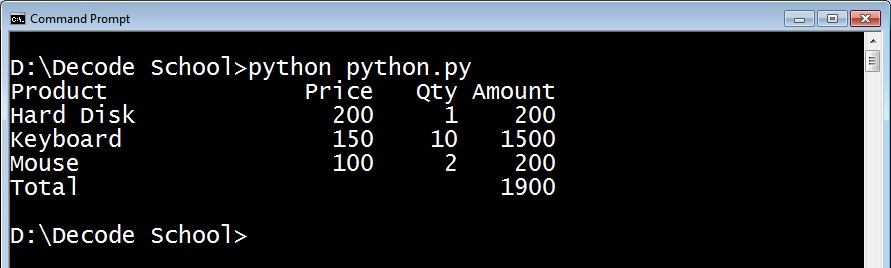 Command Prompt
D:\Decode School>python python.py
Product                Price   Qty Amount
Hard Disk                200     1    200
Keyboard                 150    10   1500
Mouse                    100     2    200
Total                                1900
D:\Decode School>